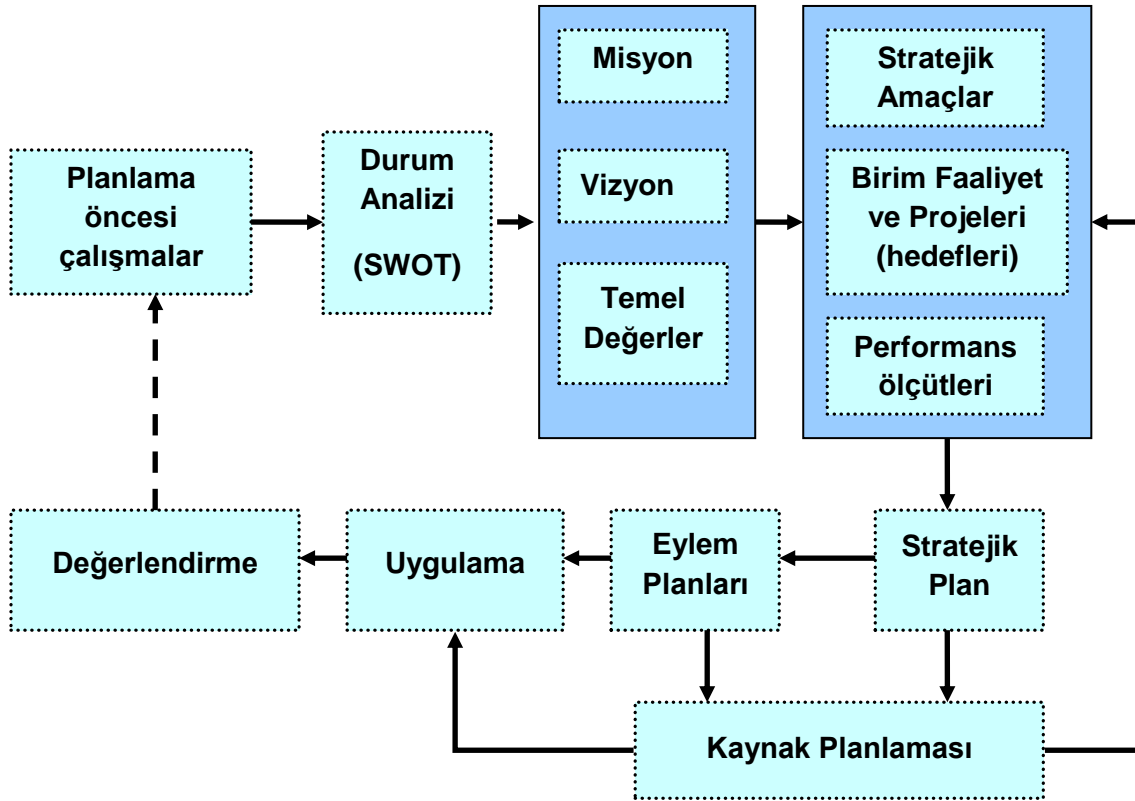 Planlama
öncesi
çalışmalar
Durum
Analizi
(SWOT)
Misyon
Vizyon
Temel
Değerler
Stratejik
Amaçlar
Birim Faaliyet
ve Projeleri
(hedefleri)
Performans
ölçütleri
Değerlendirme
Uygulama
Eylem
Planları
Stratejik
Plan
Kaynak Planlaması